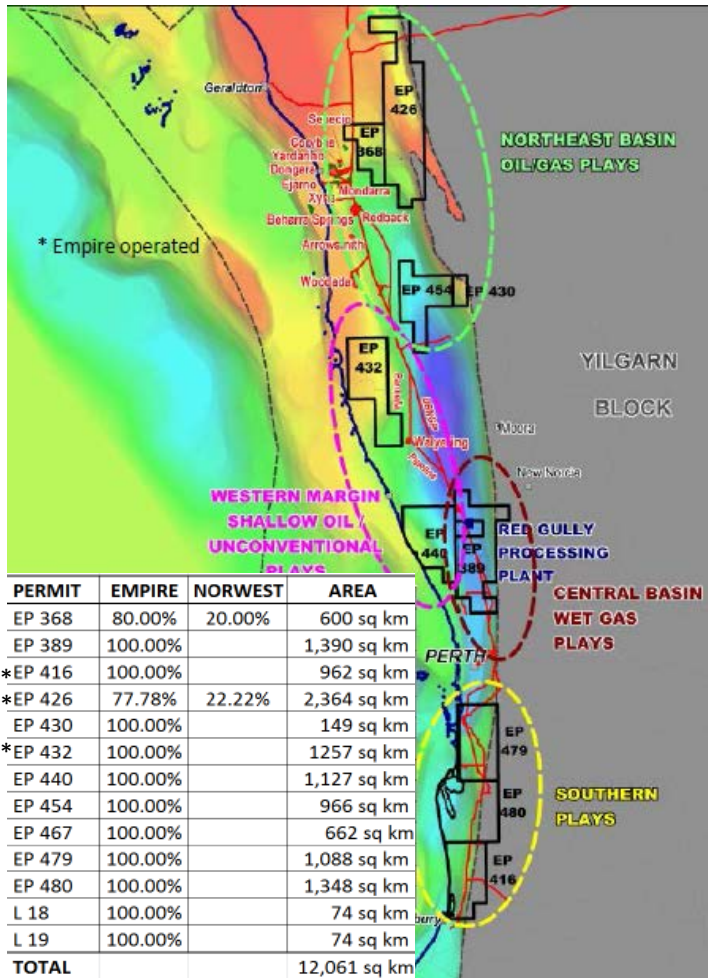 Geraldton
EP
426
Senecio
EP
368
NORTHEAST BASIN
OIL/GAS PLAYS
Yardarino
Dongara
Ejarno
Mondarra
Xyris
Beharra Springs
Redback
* Empire operated
Arrowsmith
Woodada
EP 454
EP 430
EP
432
YILGARN
BLOCK
Parmelia
DBNGP
Moora
Walyering
Pipeline
New Norcia
WESTERN MARGIN
SHALLOW OIL /
UNCONVENTIONAL
PLAYS
RED GULLY
PROCESSING
PLANT
EP
440
EP
389
CENTRAL BASIN
WET GAS
PLAYS
PERTH
EP
479
EP
480
SOUTHERN
PLAYS
EP
416
bury
PERMIT EMPIRE NORWEST AREA
EP 368 80.00% 20.00% 600 sq km
EP 389 100.00% 1,390 sq km
*EP 416 100.00% 962 sq km
*EP 426 77.78% 22.22% 2,364 sq km
EP 430 100.00% 149 sq km
*EP 432 100.00% 1257 sq km
EP 440 100.00% 1,127 sq km
EP 454 100.00% 966 sq km
EP 467 100.00% 662 sq km
EP 479 100.00% 1,088 sq km
EP 480 100.00% 1,348 sq km
L 18 100.00% 74 sq km
L 19 100.00% 74 sq km
TOTAL 12,061 sq km